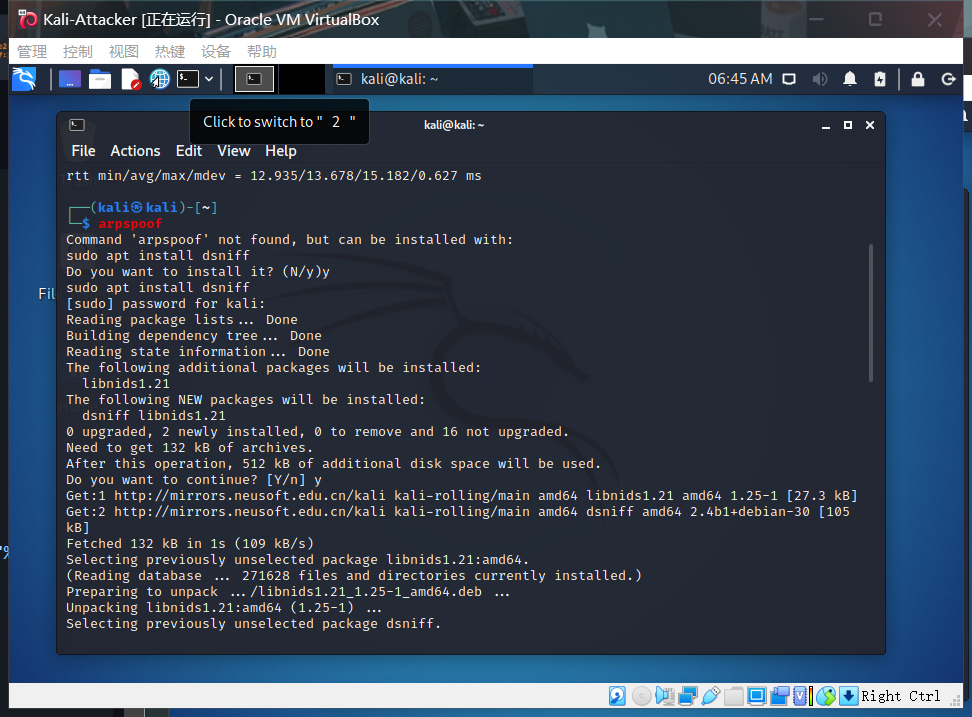 Kali-Attacker [正在运行] - Oracle VM VirtualBox
管理 控制 视图 热键 设备 帮助
kali@kali: ~
06:45 AM
Click to switch to " 2 "
kali@kali: ~
File Actions Edit View Help
rtt min/avg/max/mdev = 12.935/13.678/15.182/0.627 ms
┌──(kali㉿kali)-[~]
└─$ arpspoof
Command 'arpspoof' not found, but can be installed with:
sudo apt install dsniff
Do you want to install it? (N/y)y
sudo apt install dsniff
[sudo] password for kali:
Reading package lists... Done
Building dependency tree... Done
Reading state information... Done
The following additional packages will be installed:
libnids1.21
The following NEW packages will be installed:
dsniff libnids1.21
0 upgraded, 2 newly installed, 0 to remove and 16 not upgraded.
Need to get 132 kB of archives.
After this operation, 512 kB of additional disk space will be used.
Do you want to continue? [Y/n] y
Get:1 http://mirrors.neusoft.edu.cn/kali kali-rolling/main amd64 libnids1.21 amd64 1.25-1 [27.3 kB]
Get:2 http://mirrors.neusoft.edu.cn/kali kali-rolling/main amd64 dsniff amd64 2.4b1+debian-30 [105
kB]
Fetched 132 kB in 1s (109 kB/s)
Selecting previously unselected package libnids1.21:amd64.
(Reading database ... 271628 files and directories currently installed.)
Preparing to unpack .../libnids1.21_1.25-1_amd64.deb ...
Unpacking libnids1.21:amd64 (1.25-1) ...
Selecting previously unselected package dsniff.
Fil
Right Ctrl